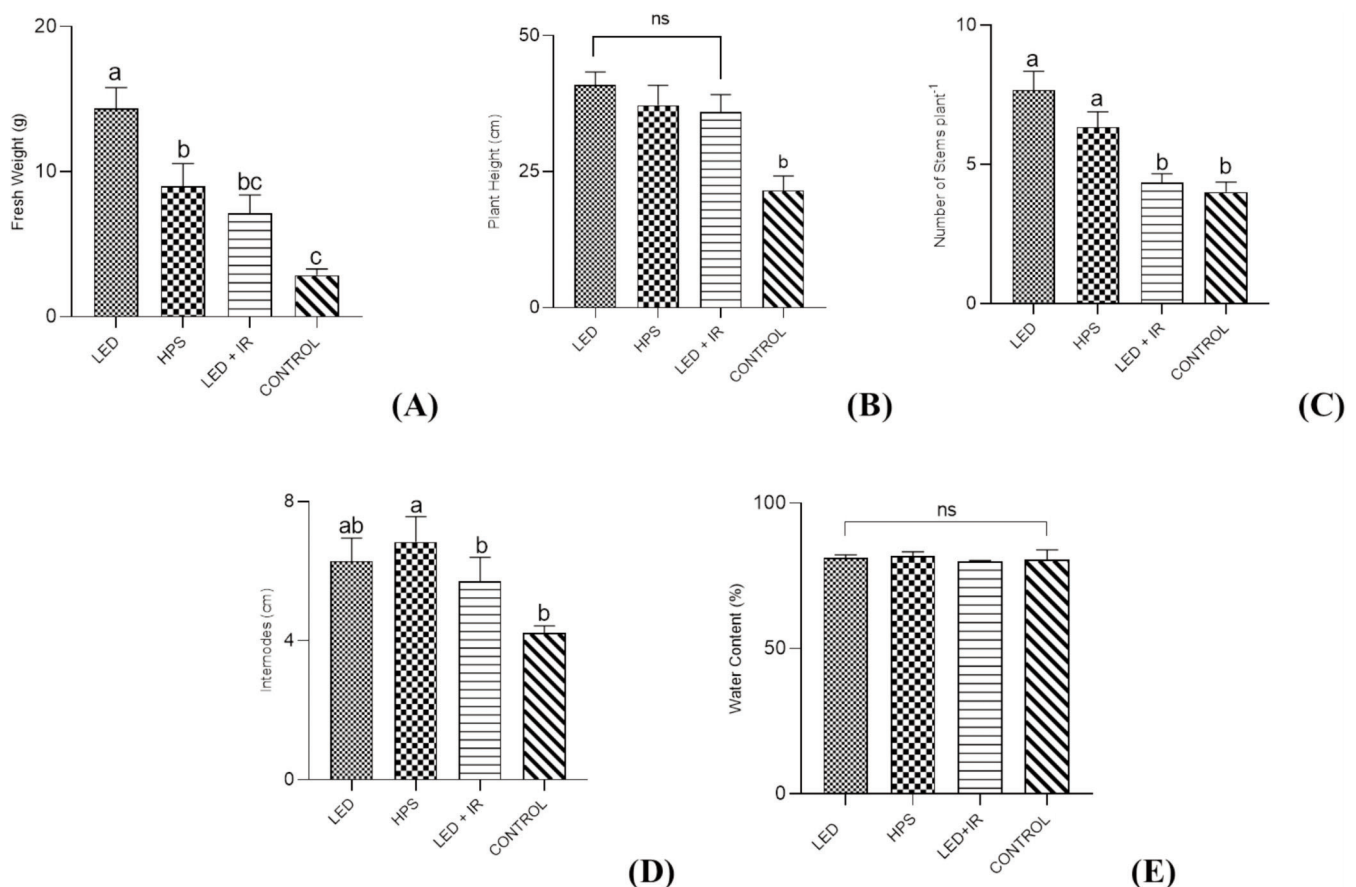 20
a
b
bc
c
10
0
Fresh Weight (g)
LED
HPS
LED + IR
CONTROL
(A)
50
ns
b
25
0
Plant Height (cm)
LED
HPS
LED + IR
CONTROL
(B)
10
a
a
b
b
5
0
Number of Stems plant⁻¹
LED
HPS
LED + IR
CONTROL
(C)
8
ab
a
b
b
4
0
Internodes (cm)
LED
HPS
LED + IR
CONTROL
(D)
100
ns
50
0
Water Content (%)
LED
HPS
LED+IR
CONTROL
(E)